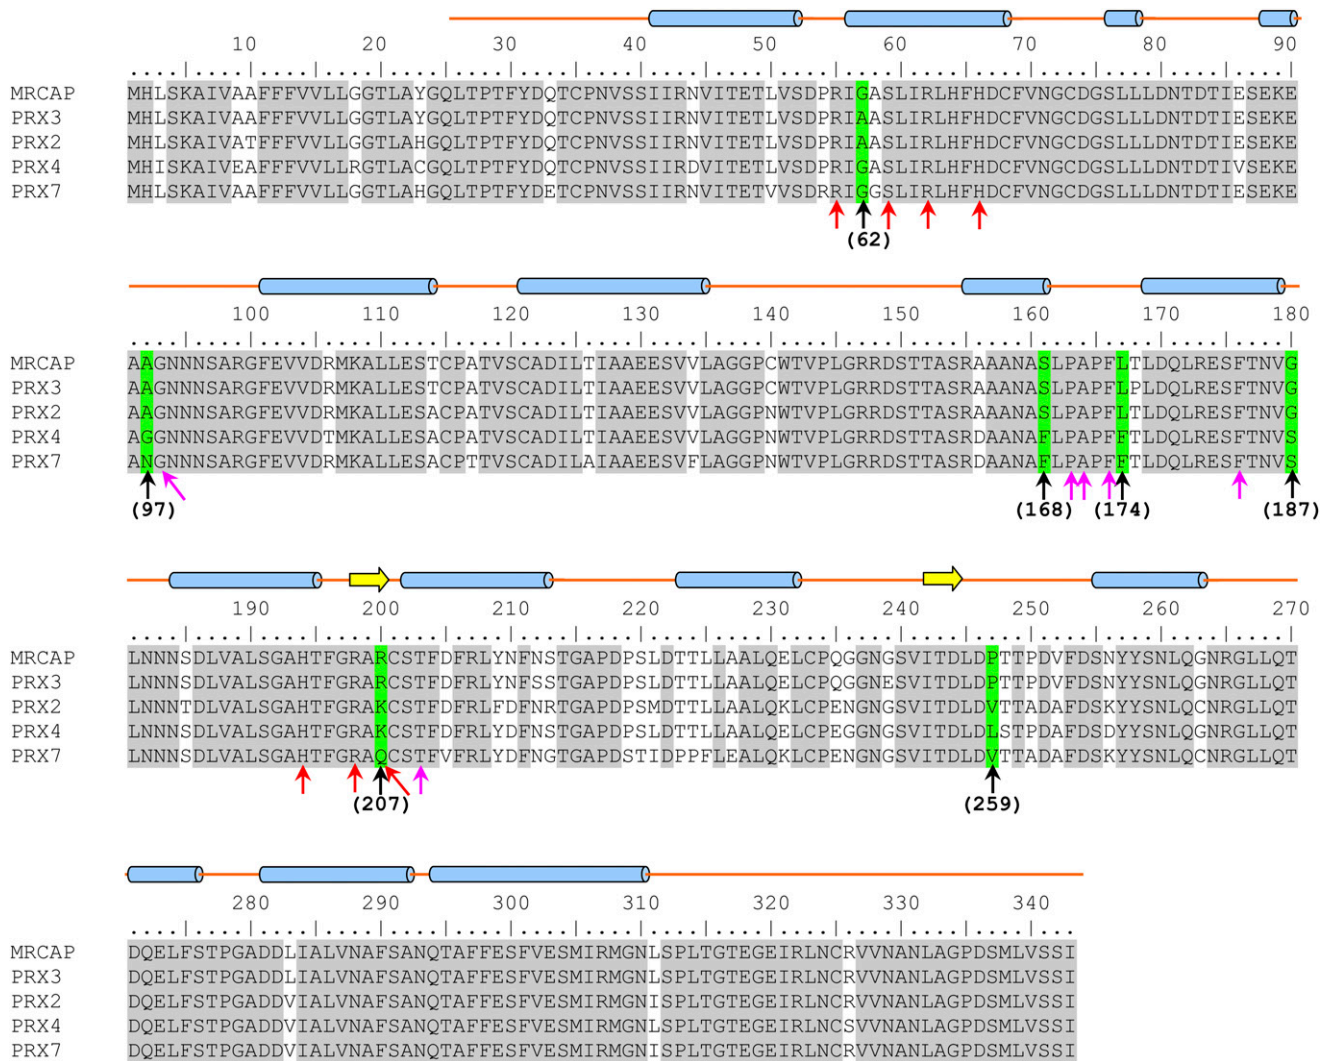 10 20 30 40 50 60 70 80 90
MRCAP MHLSKAIVAAFFFVVLLGGTLAYGQLTPTFYDQTCPNVSSIIRNVITETLVSDPRIGASLIRLHFHDCFVNGCDGSLLLDNTDTIESEKE
PRX3 MHLSKAIVAAFFFVVLLGGTLAYGQLTPTFYDQTCPNVSSIIRNVITETLVSDPRIAASLIRLHFHDCFVNGCDGSLLLDNTDTIESEKE
PRX2 MHLSKAIVATFFFVVLLGGTLAHGQLTPTFYDQTCPNVSSIIRNVITETLVSDPRIAASLIRLHFHDCFVNGCDGSLLLDNTDTIESEKE
PRX4 MHISKAIVEAFFFVVLLRGTLACGQLTPTFYDQTCPNVSSIIRDVITETLVSDPRIGASLIRLHFHDCFVNGCDGSLLLDNTDTIVSEKE
PRX7 MHLSKAIVAAFFFVVLLGGTLAHGQLTPTFYDETCPNVSSIIRNVITETVVSDRRIGGSLIRLHFHDCFVNGCDGSLLLDNTDTIESEKE
(62)
100 110 120 130 140 150 160 170 180
MRCAP AAGNNNSARGFEVVDRMKALLESTCPATVSCADILTIAAEESVVLAGGPCWTVPLGRRDSTTASRAAANASLPAPFLTLDQLRESFTNVG
PRX3 AAGNNNSARGFEVVDRMKALLESTCPATVSCADILTIAAEESVVLAGGPCWTVPLGRRDSTTASRAAANASLPAPFLPLDQLRESFTNVG
PRX2 AAGNNNSARGFEVVDRMKALLESACPATVSCADILTIAAEESVVLAGGPNWTVPLGRRDSTTASRAAANASLPAPFLTLDQLRESFTNVG
PRX4 AGGNNNSARGFEVVDTMKALLESACPATVSCADILTIAAEESVVLAGGPNWTVPLGRRDSTTASRDAANAFLPAPFFTLDQLRESFTNVS
PRX7 ANGNNNSARGFEVVDRMKALLESACPTTVSCADILAIAAEESVFLAGGPNWTVPLGRRDSTTASRDAANAFLPAPFFTLDQLRESFTNVS
(97) (168) (174) (187)
190 200 210 220 230 240 250 260 270
MRCAP LNNNSDLVALSGAHTFGRARCSTFDFRLYNFNSTGAPDPSLDTTLLAALQELCPQGGNGSVITDLDPTTPDVFDSNYYSNLQGNRGLLQT
PRX3 LNNNSDLVALSGAHTFGRARCSTFDFRLYNFSSTGAPDPSLDTTLLAALQELCPQGGNESVITDLDPTTPDVFDSNYYSNLQGNRGLLQT
PRX2 LNNNTDLVALSGAHTFGRAKCSTFDFRLFDFNRTGAPDPSMDTTLLAALQKLCPENGNGSVITDLDVTTADAFDSKYYSNLQCNRGLLQT
PRX4 LNNNSDLVALSGAHTFGRAKCSTFDFRLYDFNSTGAPDPSLDTTLLAALQELCPEGGNGSVITDLDLSTPDAFDSDYYSNLQGNRGLLQT
PRX7 LNNNSDLVALSGAHTFGRAQCSTFVFRLYDFNGTGAPDSTIDPPFLEALQKLCPENGNGSVITDLDVTTADAFDSKYYSNLQCNRGLLQT
(207) (259)
280 290 300 310 320 330 340
MRCAP DQELFSTPGADDLIALVNAFSANQTAFFESFVESMIRMGNLSPLTGTEGEIRLNCRVVNANLAGPDSMLVSSI
PRX3 DQELFSTPGADDLIALVNAFSANQTAFFESFVESMIRMGNLSPLTGTEGEIRLNCRVVNANLAGPDSMLVSSI
PRX2 DQELFSTPGADDVIALVNAFSANQTAFFESFVESMIRMGNISPLTGTEGEIRLNCRVVNANLAGPDSMLVSSI
PRX4 DQELFSTPGADDVIALVNAFSANQTAFFESFVESMIRMGNLSPLTGTEGEIRLNCSVVNANLAGPDSMLVSSI
PRX7 DQELFSTPGADDVIALVNAFSANQTAFFESFVESMIRMGNISPLTGTEGEIRLNCRVVNANLAGPDSMLVSSI